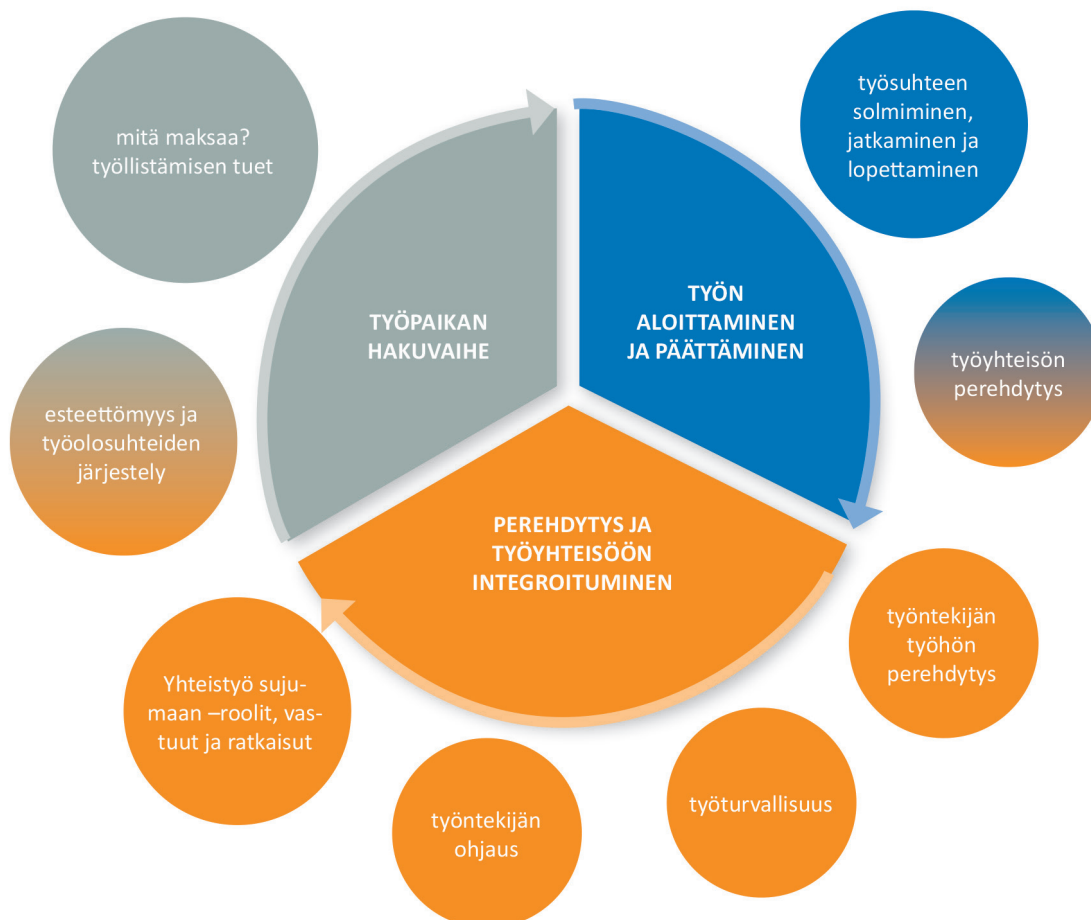 mitä maksaa?
työllistämisen tuet
työsuhteen
solmiminen,
jatkaminen ja
lopettaminen
TYÖPAIKAN
HAKUVAIHE
TYÖN
ALOITTAMINEN
JA PÄÄTTÄMINEN
työyhteisön
perehdytys
esteettömyys ja
työolosuhteiden
järjestely
PEREHDYTYS JA
TYÖYHTEISÖÖN
INTEGROITUMINEN
työntekijän
työhön
perehdytys
Yhteistyö suju-
maan –roolit, vas-
tuut ja ratkaisut
työturvallisuus
työntekijän
ohjaus